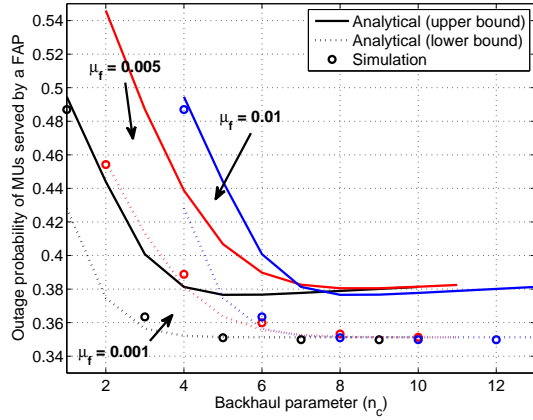 Outage probability of MUs served by a FAP
0.54
0.5
0.48
0.46
0.44
0.42
0.4
0.38
0.36
0.34
Analytical (upper bound)
Analytical (lower bound)
Simulation
μf = 0.005
μf = 0.01
μf = 0.001
2 4 6 8 10 12
Backhaul parameter (nc)